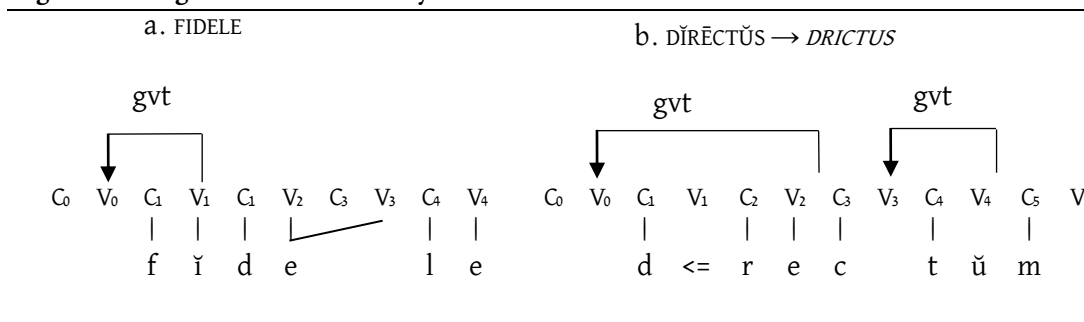 a. FIDELE
b. DĬRĒCTŬS → DRICTUS
gvt
gvt gvt
C₀ V₀ C₁ V₁ C₁ V₂ C₃ V₃ C₄ V₄
C₀ V₀ C₁ V₁ C₂ V₂ C₃ V₃ C₄ V₄ C₅ V
f ĭ d e l e
d <= r e c t ŭ m